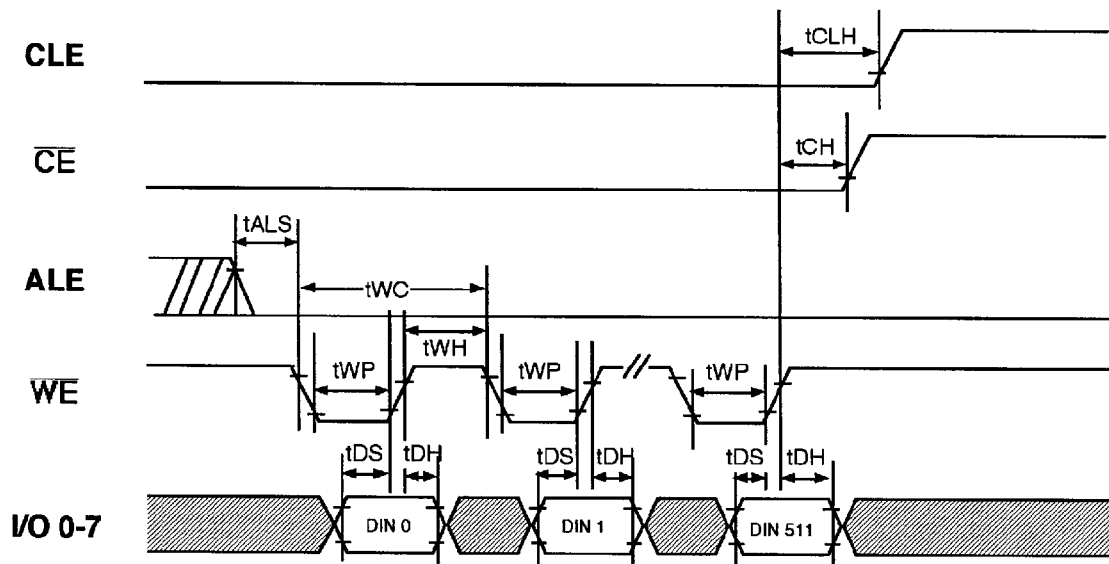 tCLH
CLE
tCH
CE
tALS
ALE
tWC
tWH
tWP tWP tWP
WE
tDS tDH tDS tDH tDS tDH
I/O 0-7 DIN 0 DIN 1 DIN 511